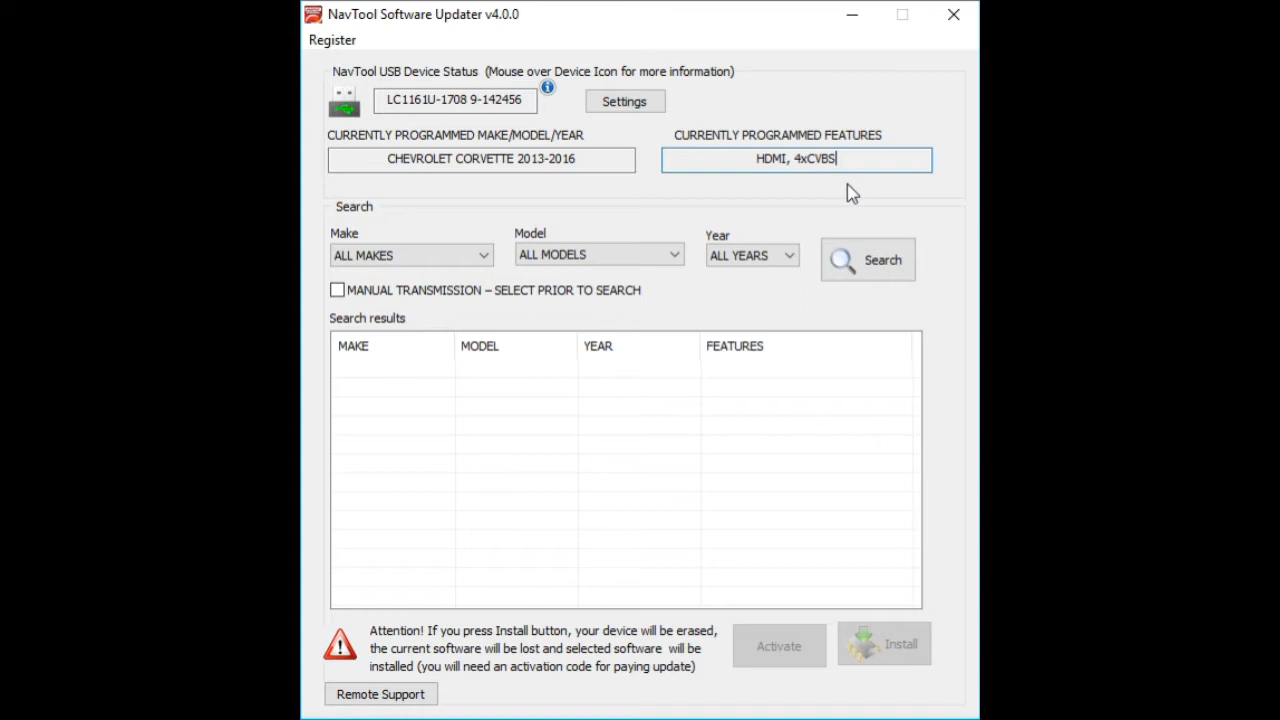 NavTool Software Updater v4.0.0
Register
NavTool USB Device Status (Mouse over Device Icon for more information)
LC1161U-1708 9-142456
Settings
CURRENTLY PROGRAMMED MAKE/MODEL/YEAR
CURRENTLY PROGRAMMED FEATURES
CHEVROLET CORVETTE 2013-2016
HDMI, 4xCVBS
Search
Make
Model
Year
ALL MAKES
ALL MODELS
ALL YEARS
Search
MANUAL TRANSMISSION – SELECT PRIOR TO SEARCH
Search results
MAKE
MODEL
YEAR
FEATURES
Attention! If you press Install button, your device will be erased,
the current software will be lost and selected software will be
installed (you will need an activation code for paying update)
Activate
Install
Remote Support